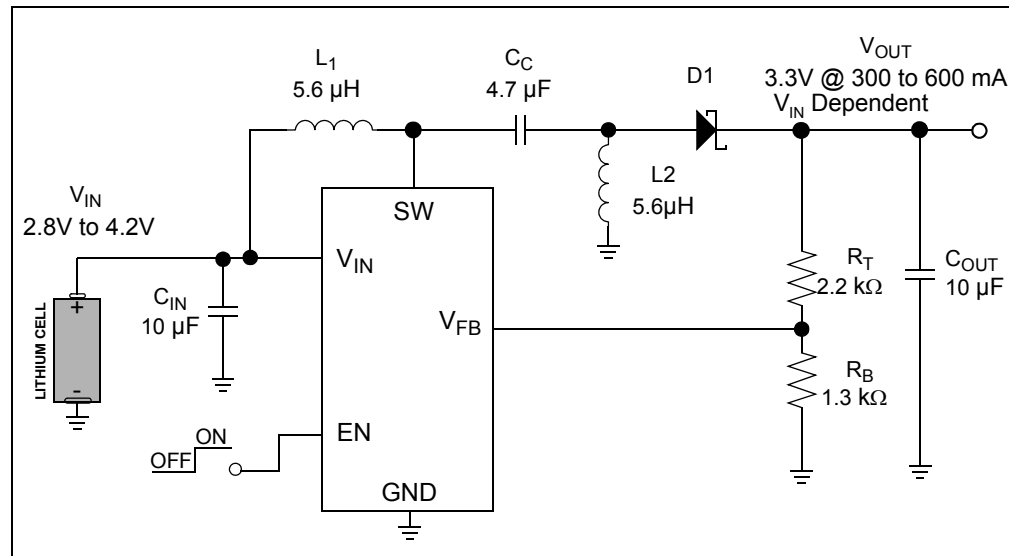 L1
5.6 µH
CC
4.7 µF
D1
VOUT
3.3V @ 300 to 600 mA
VIN Dependent
L2
5.6µH
VIN
2.8V to 4.2V
SW
VIN
CIN
10 µF
VFB
RT
2.2 kΩ
COUT
10 µF
RB
1.3 kΩ
+
-
LITHIUM CELL
ON
OFF
EN
GND